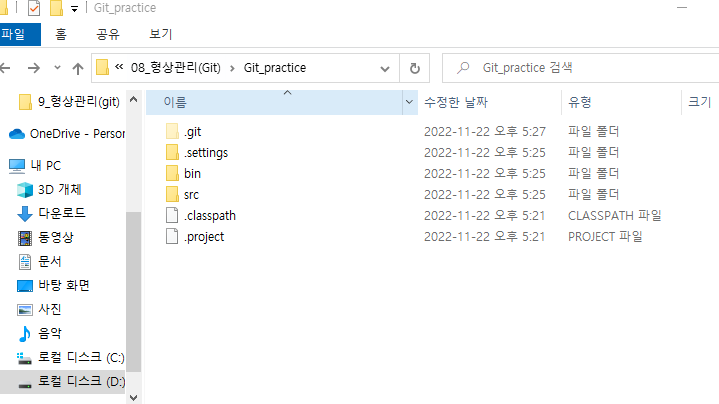 Git_practice
파일 홈 공유 보기
« 08_형상관리(Git) > Git_practice
Git_practice 검색
이름 수정한 날짜 유형 크기
9_형상관리(git)
OneDrive - Person
내 PC
3D 개체
다운로드
동영상
문서
바탕 화면
사진
음악
로컬 디스크 (C:)
로컬 디스크 (D:)
.git 2022-11-22 오후 5:27 파일 폴더
.settings 2022-11-22 오후 5:25 파일 폴더
bin 2022-11-22 오후 5:25 파일 폴더
src 2022-11-22 오후 5:25 파일 폴더
.classpath 2022-11-22 오후 5:21 CLASSPATH 파일
.project 2022-11-22 오후 5:21 PROJECT 파일